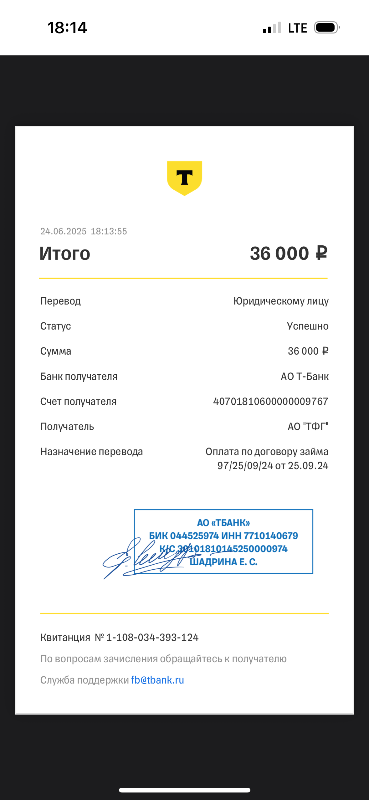 18:14 LTE
T
24.06.2025 18:13:55
Итого 36 000 ₽
Перевод Юридическому лицу
Статус Успешно
Сумма 36 000 ₽
Банк получателя АО Т-Банк
Счет получателя 40701810600000009767
Получатель АО "ТФГ"
Назначение перевода Оплата по договору займа
97/25/09/24 от 25.09.24
АО «ТБАНК»
БИК 044525974 ИНН 7710140679
К/С 30101810145250000974
ШАДРИНА Е. С.
Квитанция № 1-108-034-393-124
По вопросам зачисления обращайтесь к получателю
Служба поддержки fb@tbank.ru